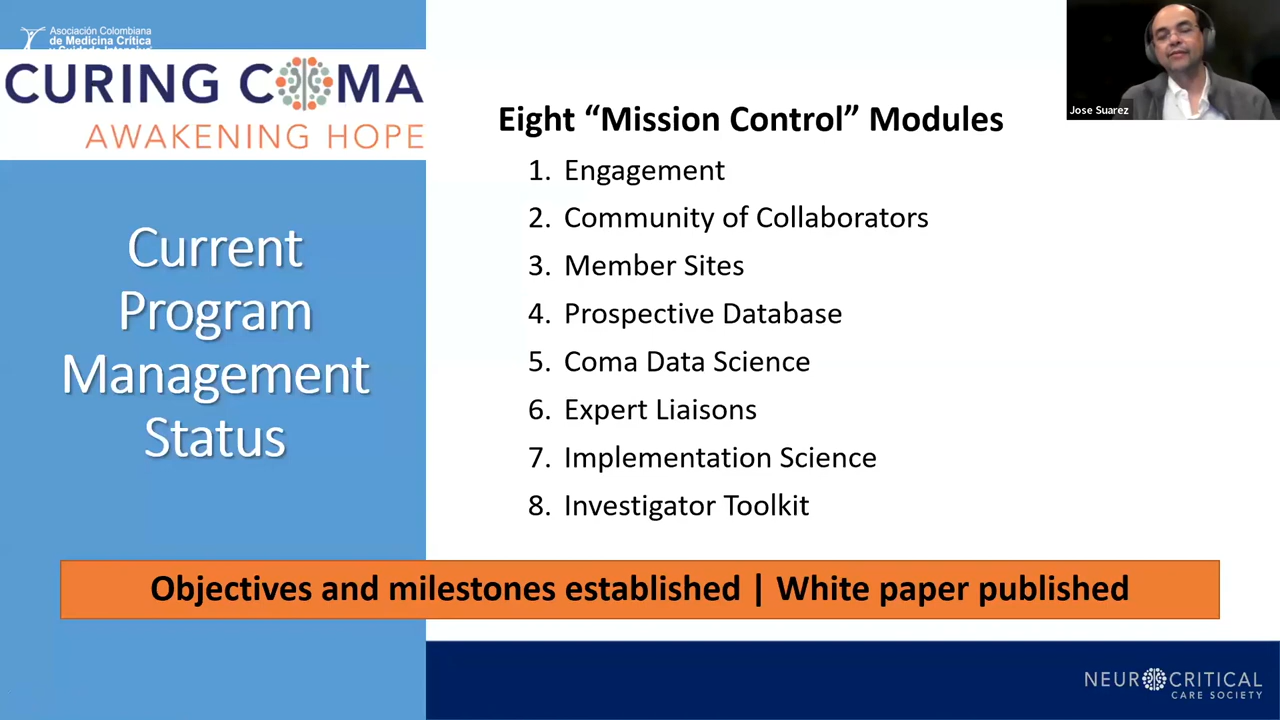 Asociación Colombiana
de Medicina Crítica
y Cuidado Intensivo
CURING COMA
AWAKENING HOPE
Current
Program
Management
Status
Eight “Mission Control” Modules
1. Engagement
2. Community of Collaborators
3. Member Sites
4. Prospective Database
5. Coma Data Science
6. Expert Liaisons
7. Implementation Science
8. Investigator Toolkit
Jose Suarez
Objectives and milestones established | White paper published
NEUROCRITICAL
CARE SOCIETY